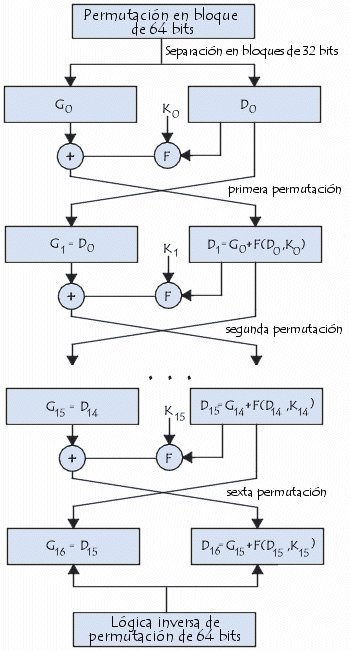 Permutación en bloque
de 64 bits
Separación en bloques de 32 bits
G0
K0
D0
+
F
primera permutación
G1 = D0
K1
D1=G0+F(D0,K0)
+
F
segunda permutación
. . .
G15 = D14
K15
D15=G14+F(D14,K14)
+
F
sexta permutación
G16 = D15
D16=G15+F(D15,K15)
Lógica inversa de
permutación de 64 bits